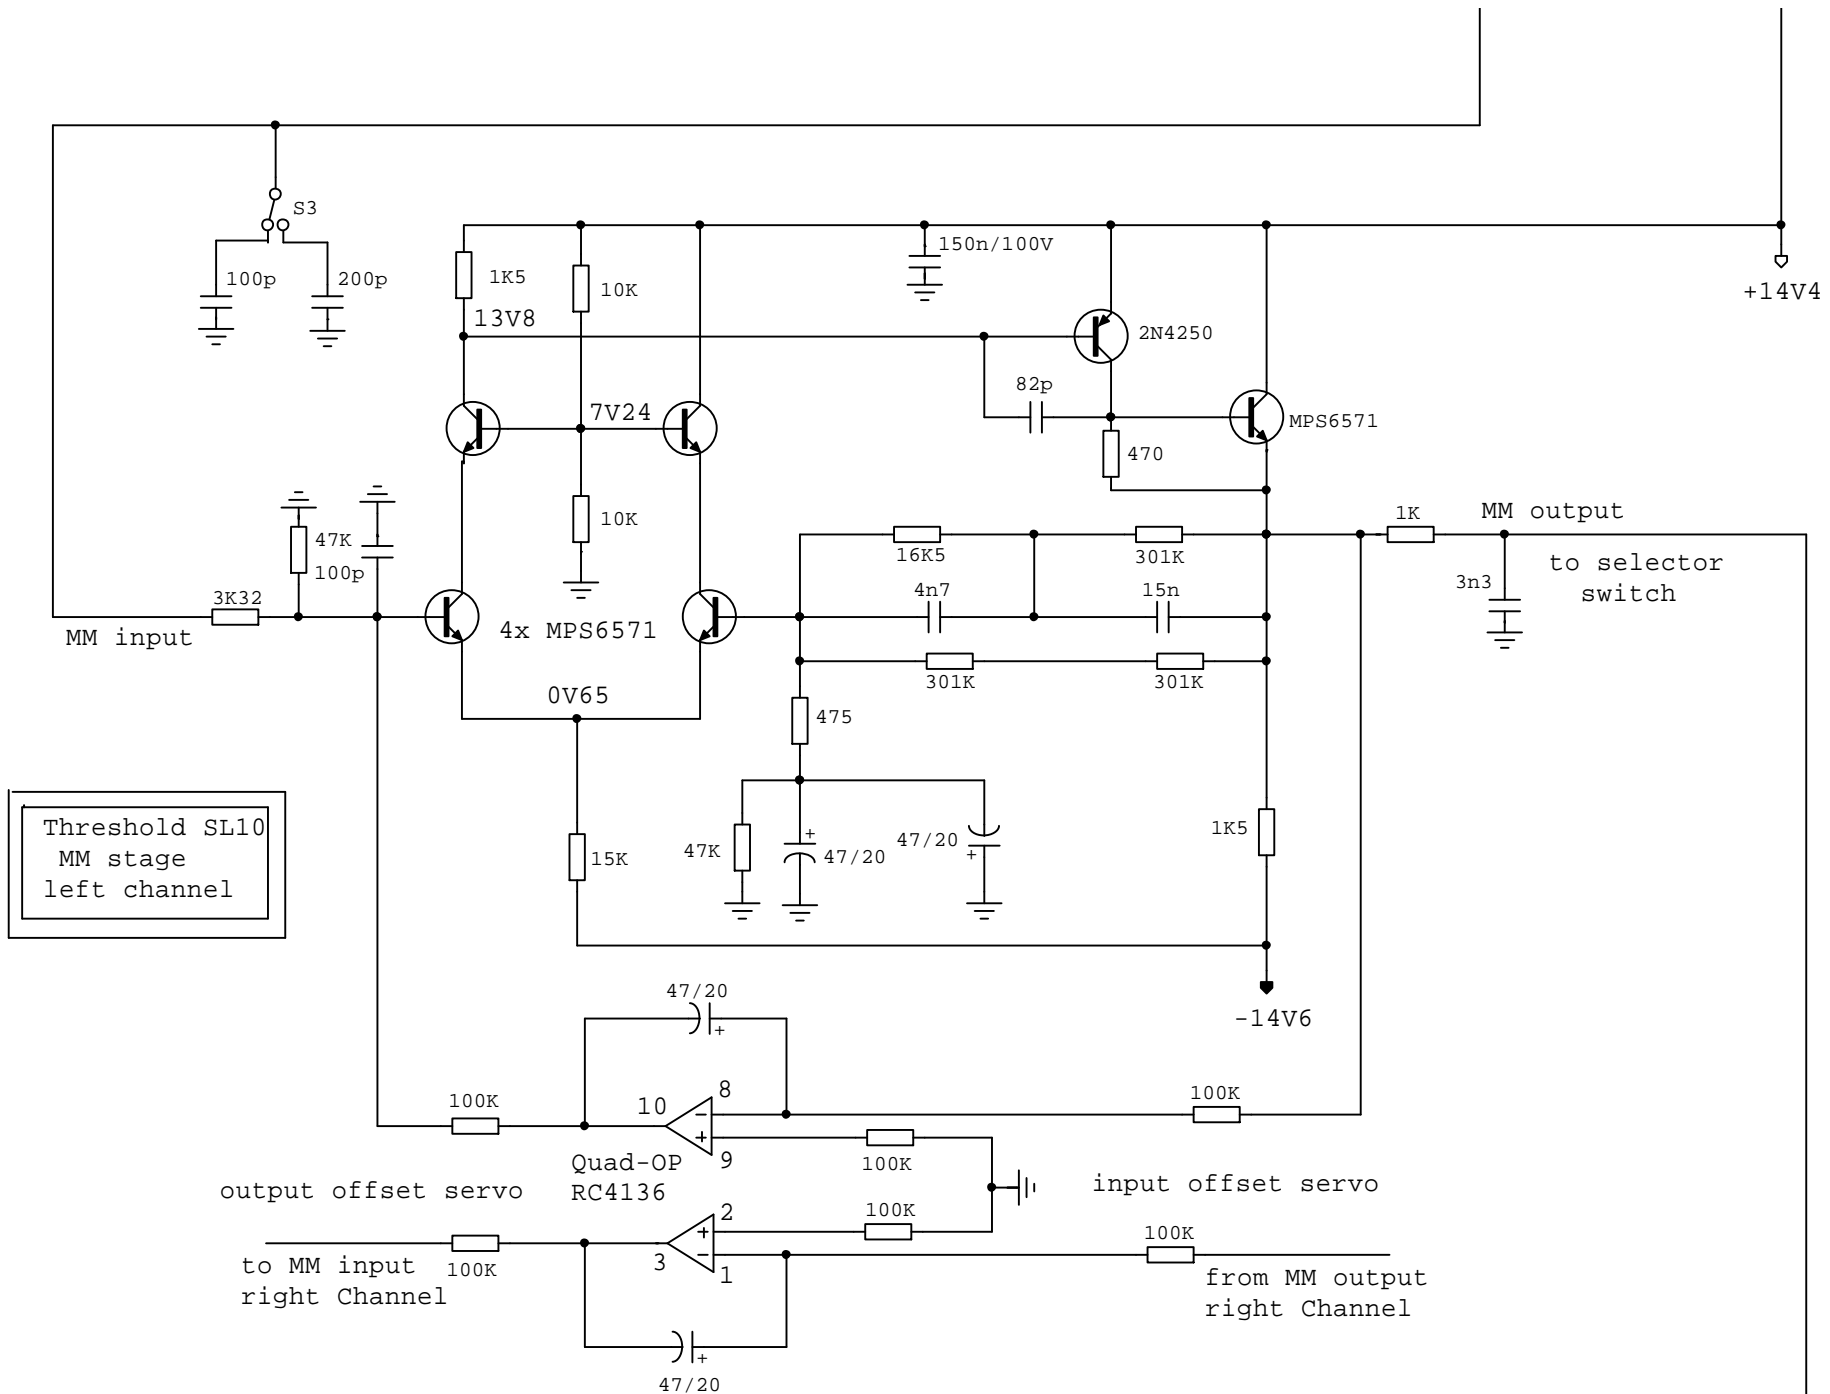 S3
100p
200p
1K5
10K
150n/100V
+14V4
13V8
2N4250
82p
7V24
MPS6571
470
10K
1K
MM output
47K
100p
16K5
301K
to selector
switch
3n3
4n7
15n
3K32
MM input
4x MPS6571
301K
301K
0V65
475
Threshold SL10
MM stage
left channel
15K
47K
+
47/20
47/20
+
1K5
47/20
+
-14V6
100K
10
8
-
+
9
100K
100K
Quad-OP
RC4136
output offset servo
input offset servo
100K
2
+
-
3
1
100K
100K
to MM input
right Channel
from MM output
right Channel
+
47/20